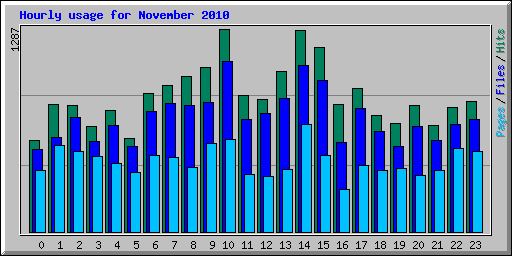 Hourly usage for November 2010
1287
Pages / Files / Hits
0 1 2 3 4 5 6 7 8 9 10 11 12 13 14 15 16 17 18 19 20 21 22 23